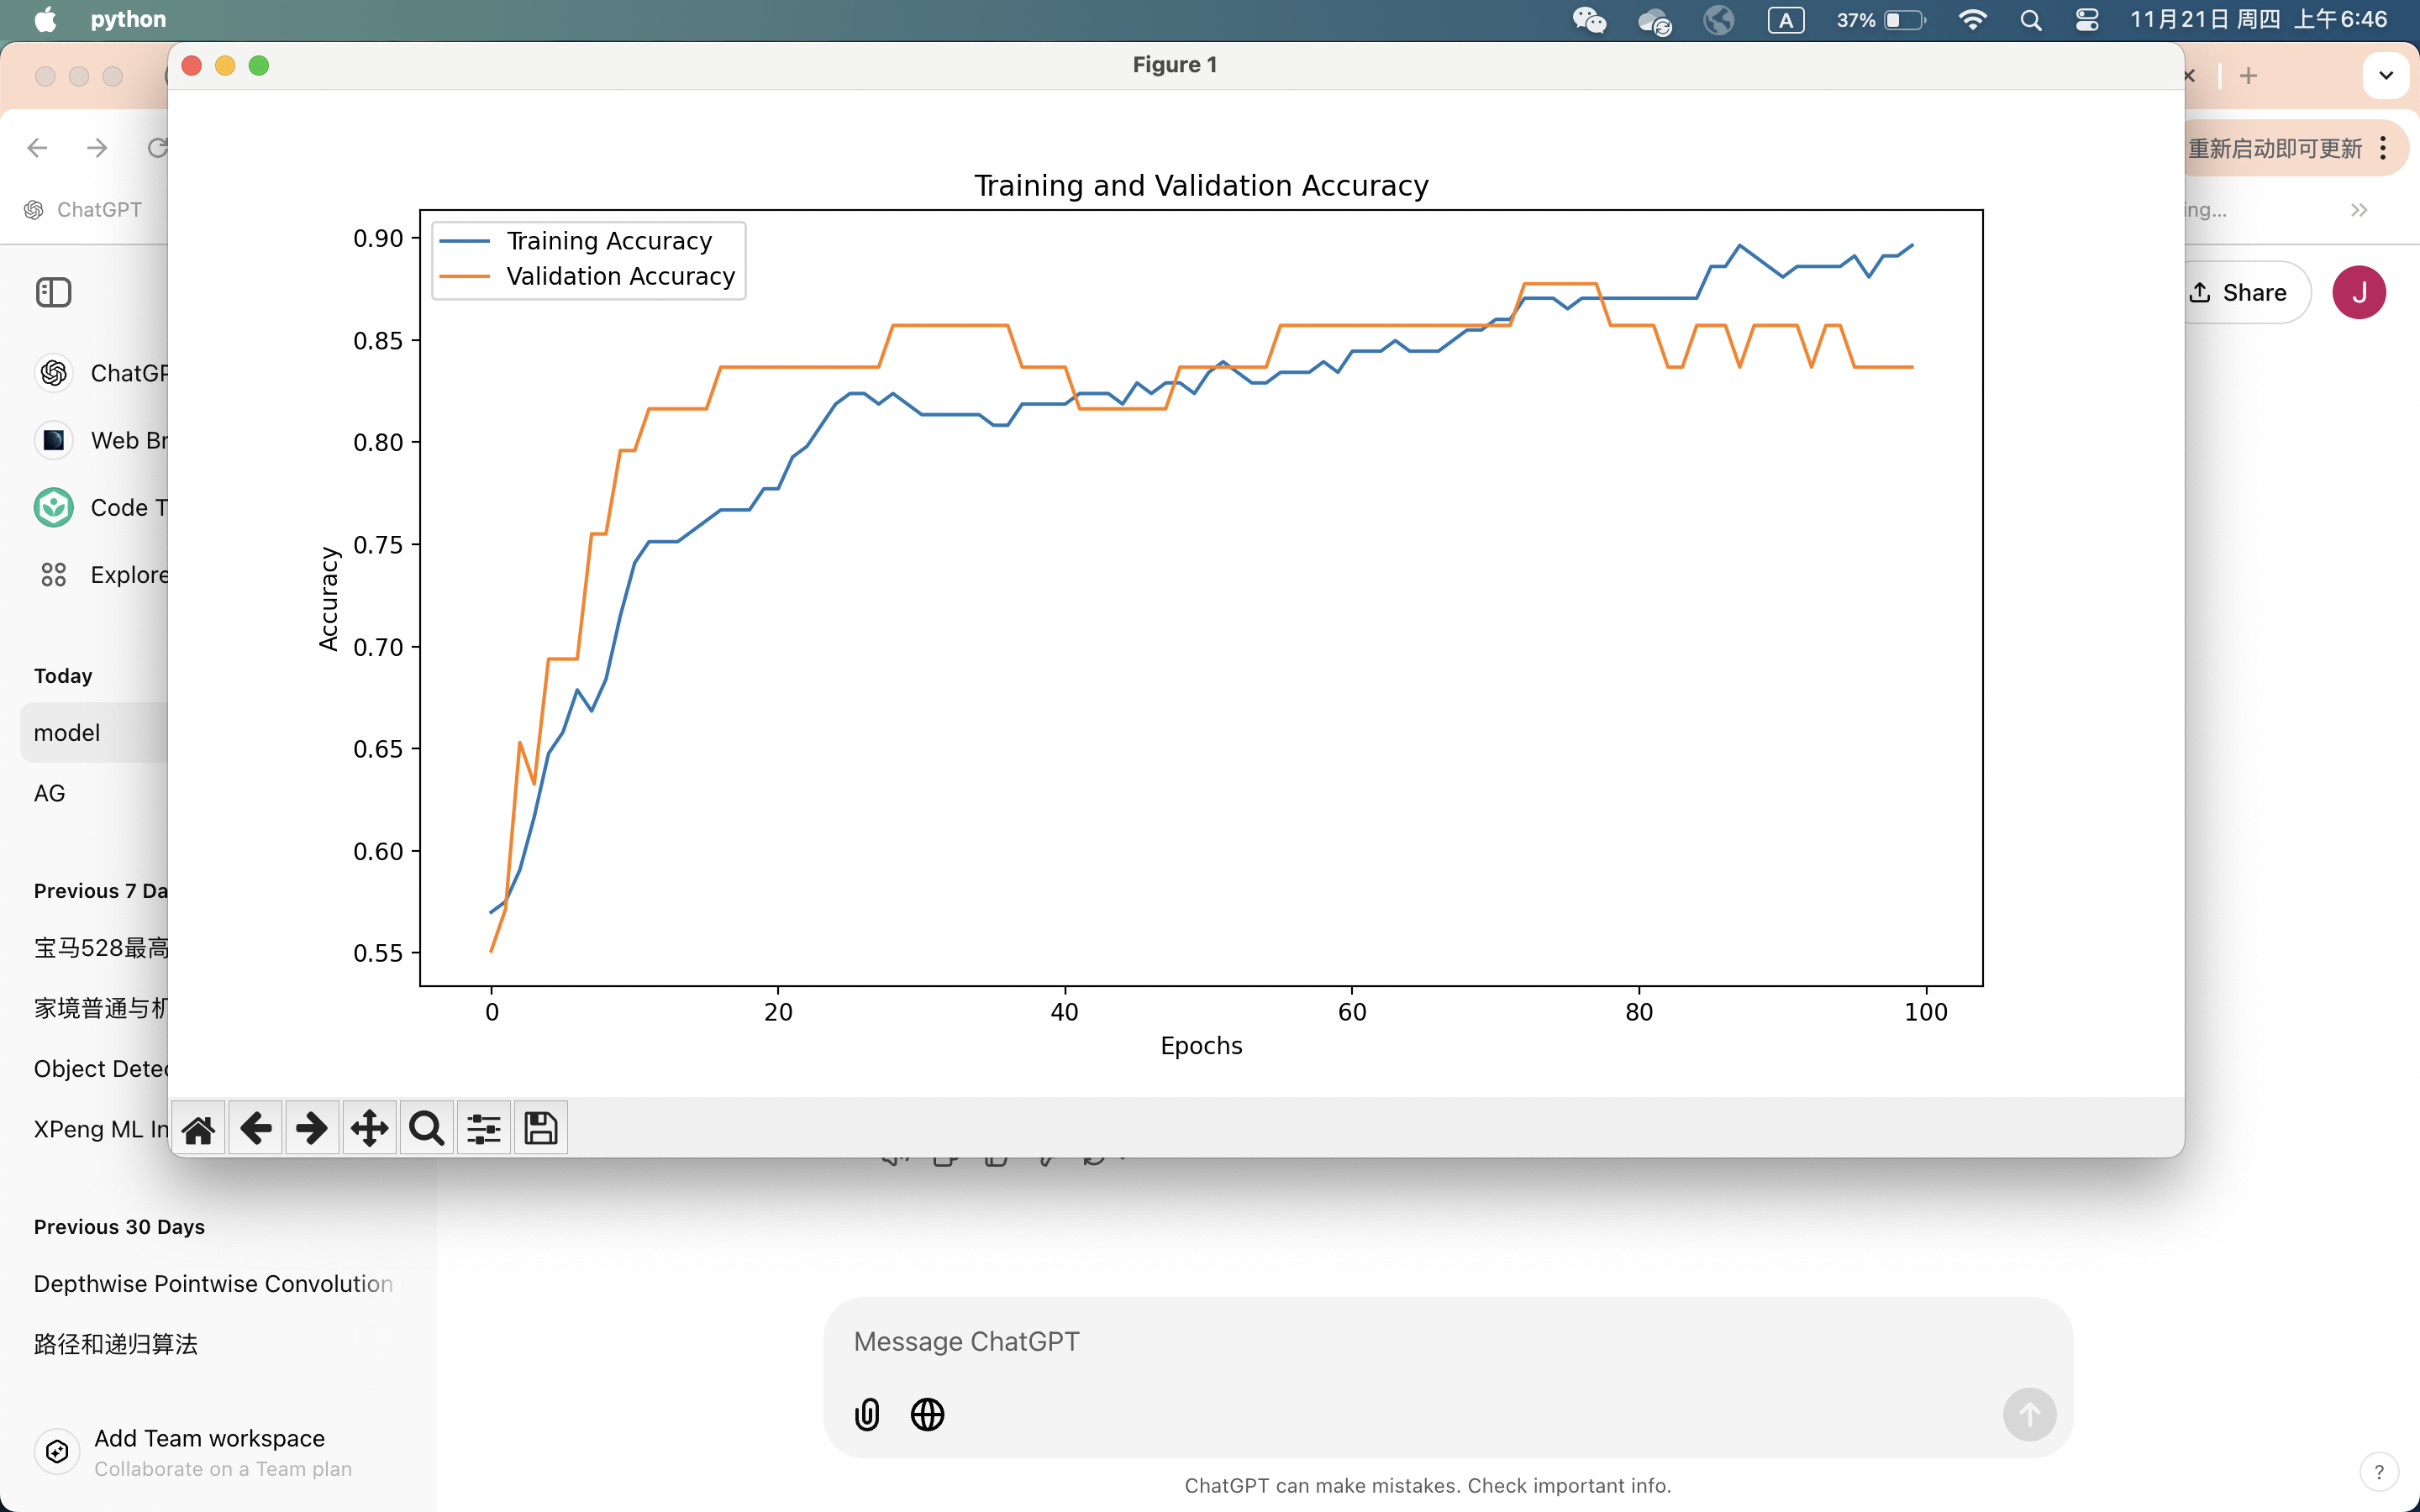 python
A
37%
11月21日 周四 上午6:46
Figure 1
重新启动即可更新
ChatGPT
ing...
Share
J
Training and Validation Accuracy
Training Accuracy
Validation Accuracy
0.90
0.85
0.80
0.75
0.70
0.65
0.60
0.55
Accuracy
0
20
40
60
80
100
Epochs
Web
Code T
Explore
Today
model
AG
Previous 7 Da
宝马528最高
家境普通与机
Object Detec
XPeng ML In
Previous 30 Days
Depthwise Pointwise Convolution
路径和递归算法
Add Team workspace
Collaborate on a Team plan
Message ChatGPT
ChatGPT can make mistakes. Check important info.
?